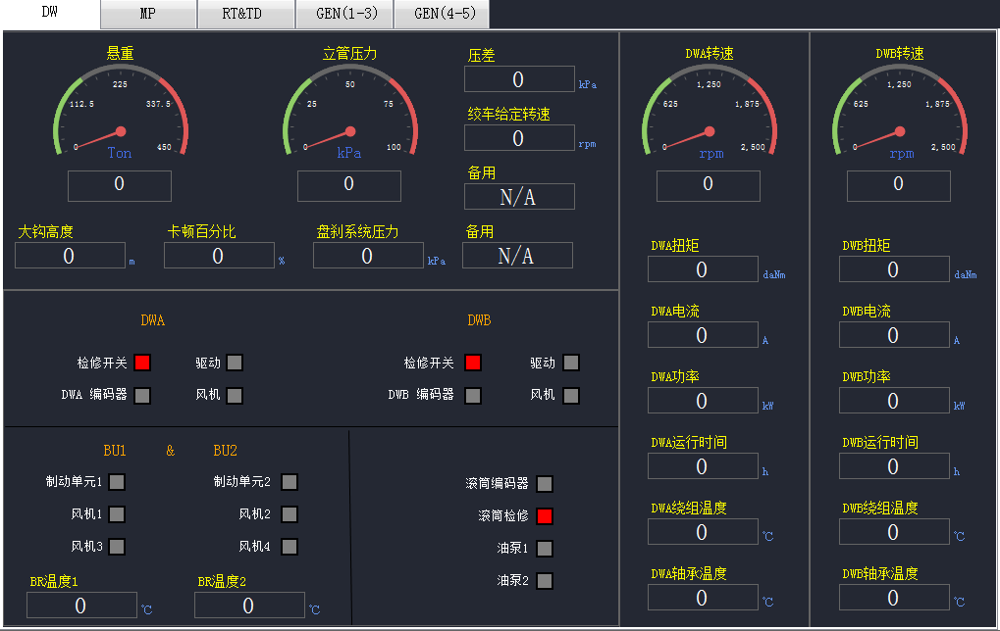 DW MP RT&TD GEN(1-3) GEN(4-5)
悬重
225
112.5 337.5
0 450
Ton
0
立管压力
50
25 75
0 100
kPa
0
压差
0 kPa
绞车给定转速
0 rpm
备用
N/A
大钩高度
0 m
卡顿百分比
0 %
盘刹系统压力
0 kPa
备用
N/A
DWA转速
1,250
625 1,875
0 2,500
rpm
0
DWB转速
1,250
625 1,875
0 2,500
rpm
0
DWA扭矩
0 daNm
DWB扭矩
0 daNm
DWA电流
0 A
DWB电流
0 A
DWA功率
0 kW
DWB功率
0 kW
DWA运行时间
0 h
DWB运行时间
0 h
DWA绕组温度
0 ℃
DWB绕组温度
0 ℃
DWA轴承温度
0 ℃
DWB轴承温度
0 ℃
DWA
检修开关 驱动
DWA 编码器 风机
DWB
检修开关 驱动
DWB 编码器 风机
BU1 & BU2
制动单元1 制动单元2
风机1 风机2
风机3 风机4
BR温度1 BR温度2
0 ℃ 0 ℃
滚筒编码器
滚筒检修
油泵1
油泵2